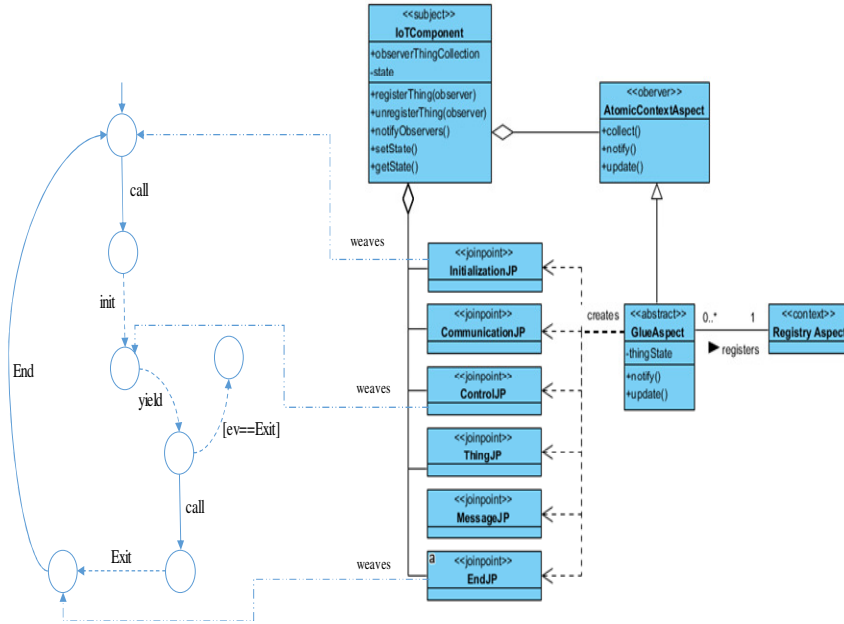 <<subject>>
IoTComponent
+observerThingCollection
-state
+registerThing(observer)
+unregisterThing(observer)
+notifyObservers()
+setState()
+getState()
<<oberver>>
AtomicContextAspect
+collect()
+notify()
+update()
call
init
yield
[ev==Exit]
call
Exit
End
weaves
weaves
weaves
<<joinpoint>>
InitializationJP
<<joinpoint>>
CommunicationJP
<<joinpoint>>
ControlJP
<<joinpoint>>
ThingJP
<<joinpoint>>
MessageJP
a
<<joinpoint>>
EndJP
creates
<<abstract>>
GlueAspect
-thingState
+notify()
+update()
0..*
1
registers
<<context>>
Registry Aspect